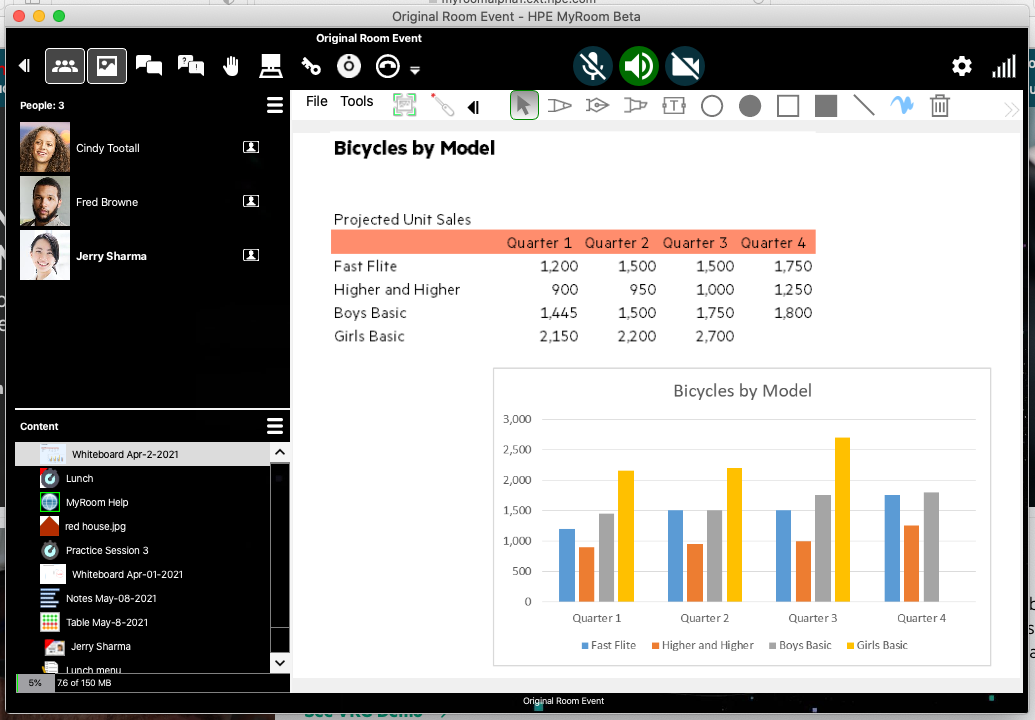 myroomalpha1.ext.hpe.com
Original Room Event - HPE MyRoom Beta
Original Room Event
People: 3
Cindy Tootall
Fred Browne
Jerry Sharma
Content
Whiteboard Apr-2-2021
Lunch
MyRoom Help
red house.jpg
Practice Session 3
Whiteboard Apr-01-2021
Notes May-08-2021
Table May-8-2021
Jerry Sharma
Lunch menu
5% 7.6 of 150 MB
File Tools
T
Bicycles by Model
Projected Unit Sales
Quarter 1 Quarter 2 Quarter 3 Quarter 4
Fast Flite 1,200 1,500 1,500 1,750
Higher and Higher 900 950 1,000 1,250
Boys Basic 1,445 1,500 1,750 1,800
Girls Basic 2,150 2,200 2,700
Bicycles by Model
3,000
2,500
2,000
1,500
1,000
500
0
Quarter 1 Quarter 2 Quarter 3 Quarter 4
Fast Flite Higher and Higher Boys Basic Girls Basic
Original Room Event
See VRG Demo